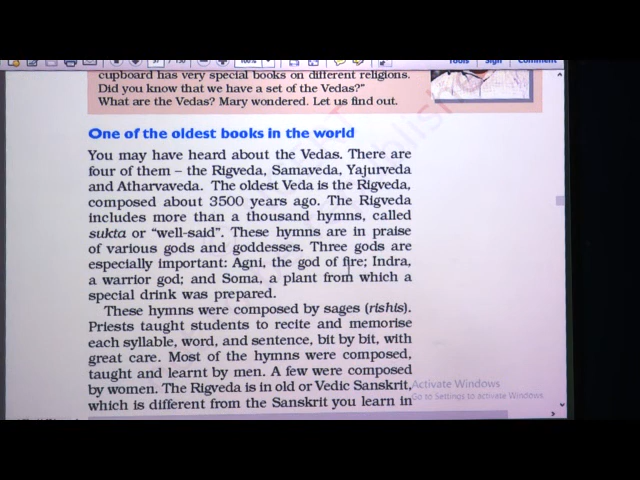 Tools Sign Comment
cupboard has very special books on different religions.
Did you know that we have a set of the Vedas?"
What are the Vedas? Mary wondered. Let us find out.
One of the oldest books in the world
You may have heard about the Vedas. There are
four of them – the Rigveda, Samaveda, Yajurveda
and Atharvaveda. The oldest Veda is the Rigveda,
composed about 3500 years ago. The Rigveda
includes more than a thousand hymns, called
sukta or "well-said". These hymns are in praise
of various gods and goddesses. Three gods are
especially important: Agni, the god of fire; Indra,
a warrior god; and Soma, a plant from which a
special drink was prepared.
These hymns were composed by sages (rishis).
Priests taught students to recite and memorise
each syllable, word, and sentence, bit by bit, with
great care. Most of the hymns were composed,
taught and learnt by men. A few were composed
by women. The Rigveda is in old or Vedic Sanskrit,
which is different from the Sanskrit you learn in
Activate Windows
Go to Settings to activate Windows.